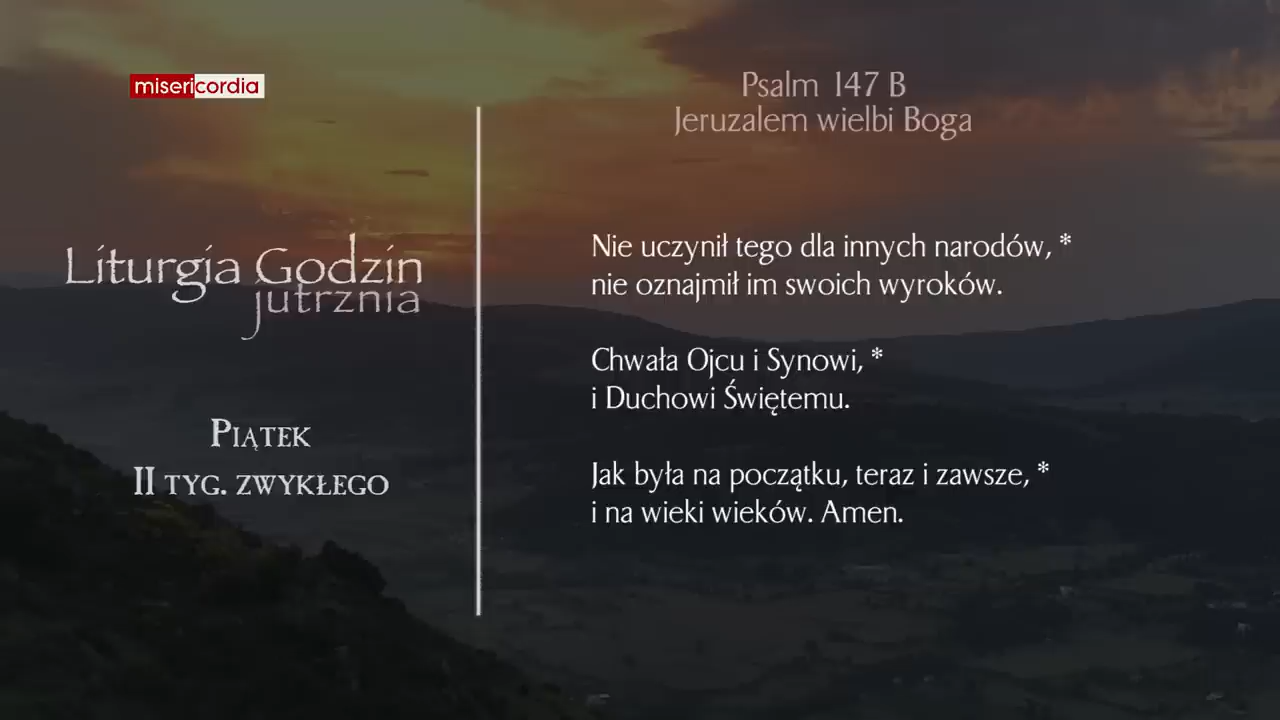 misericordia
Liturgia Godzin
jutrznia
Piątek
II tyg. zwykłego
Psalm 147 B
Jeruzalem wielbi Boga
Nie uczynił tego dla innych narodów, *
nie oznajmił im swoich wyroków.
Chwała Ojcu i Synowi, *
i Duchowi Świętemu.
Jak była na początku, teraz i zawsze, *
i na wieki wieków. Amen.